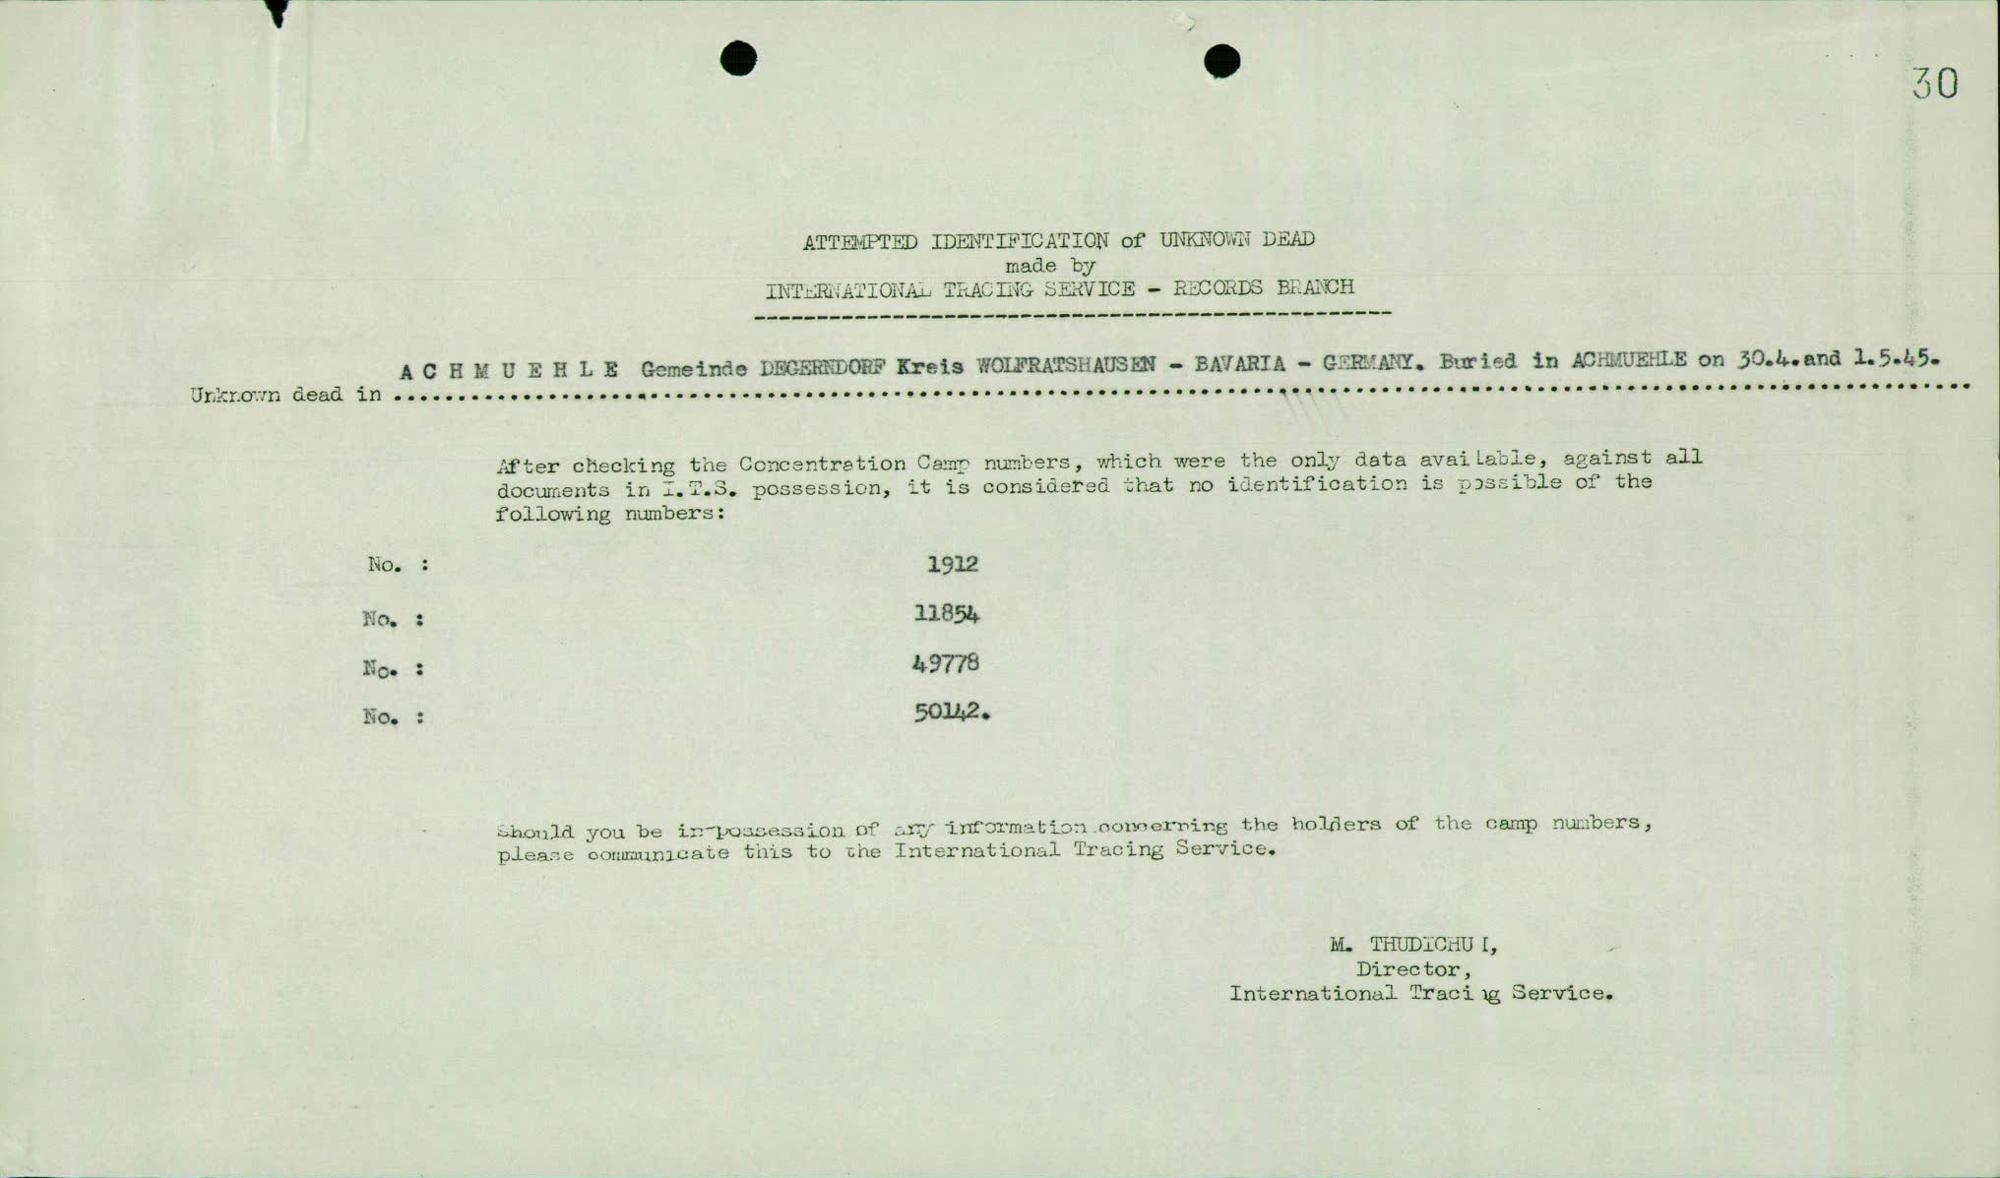 30
ATTEMPTED IDENTIFICATION of UNKNOWN DEAD
made by
INTERNATIONAL TRACING SERVICE - RECORDS BRANCH
A C H M U E H L E Gemeinde DEGERNDORF Kreis WOLFRATSHAUSEN - BAVARIA - GERMANY. Buried in ACHMUEHLE on 30.4.and 1.5.45.
Unknown dead in
After checking the Concentration Camp numbers, which were the only data available, against all
documents in I.T.S. possession, it is considered that no identification is possible of the
following numbers:
No. : 1912
No. : 11854
No. : 49778
No. : 50142.
Should you be in possession of any information concerning the holders of the camp numbers,
please communicate this to the International Tracing Service.
M. THUDICHUM,
Director,
International Tracing Service.